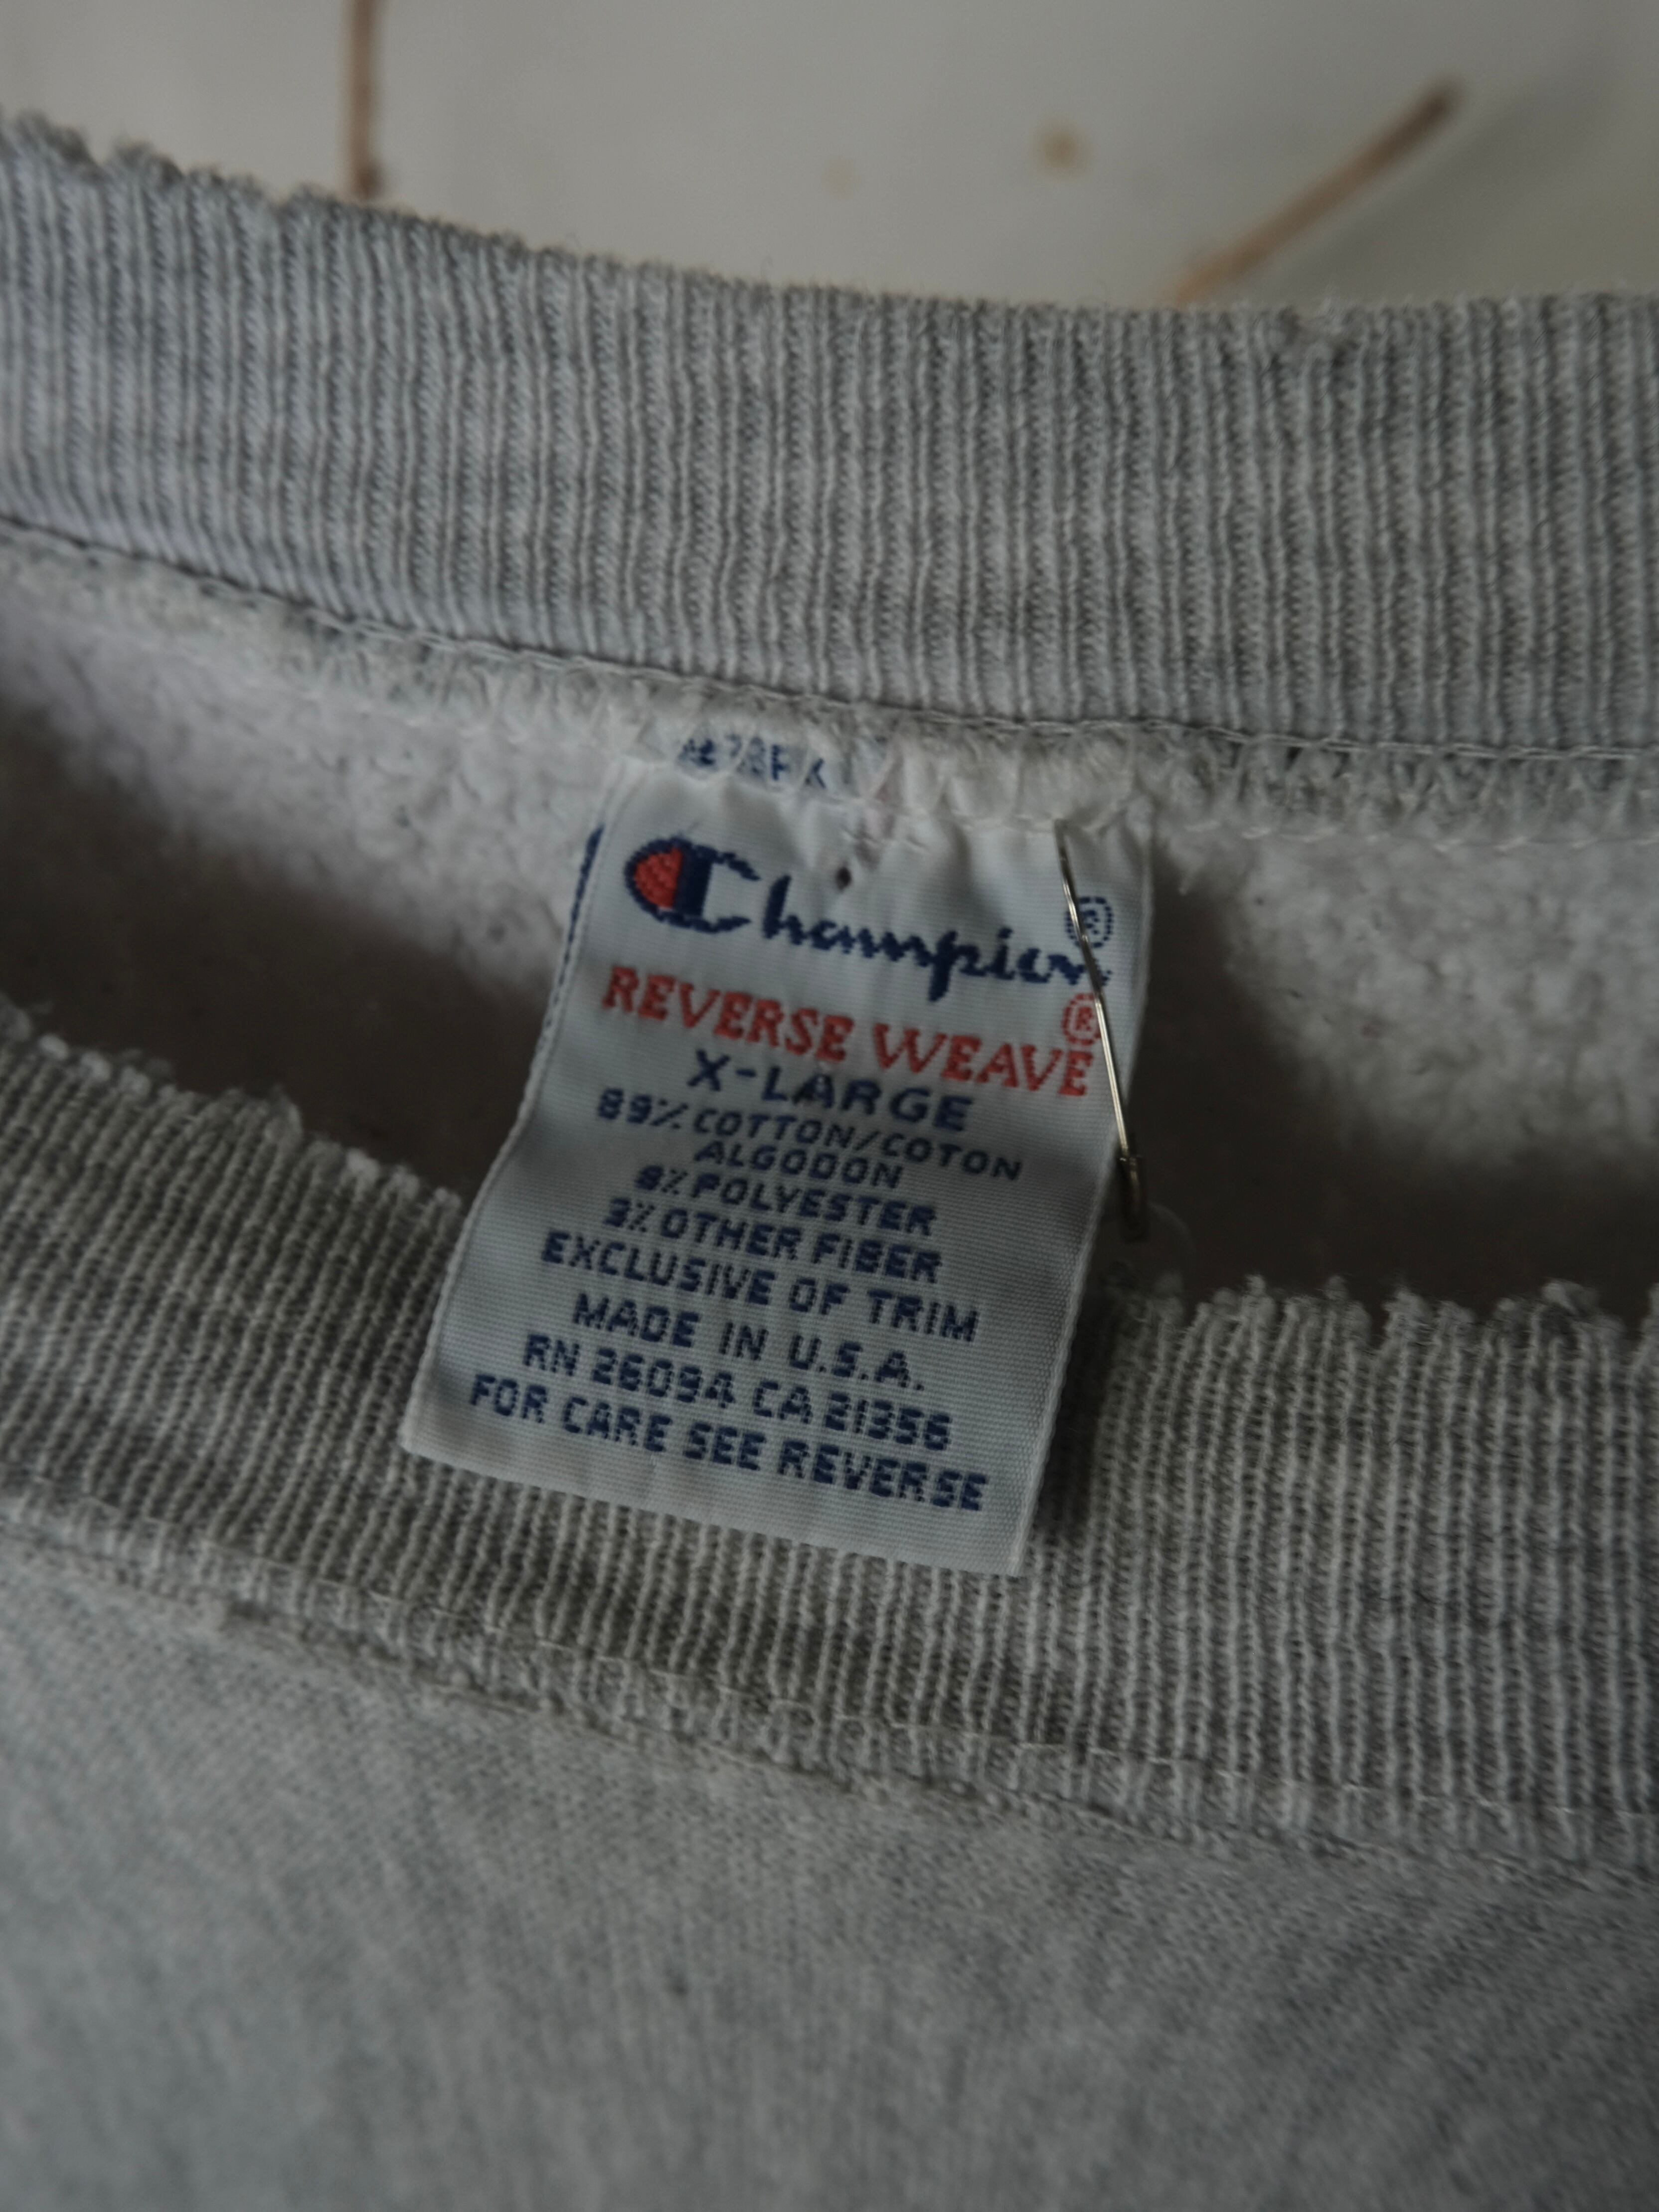 Champion®
REVERSE WEAVE®
X-LARGE
89% COTTON/COTON
ALGODON
8% POLYESTER
3% OTHER FIBER
EXCLUSIVE OF TRIM
MADE IN U.S.A.
RN 26094 CA 21356
FOR CARE SEE REVERSE